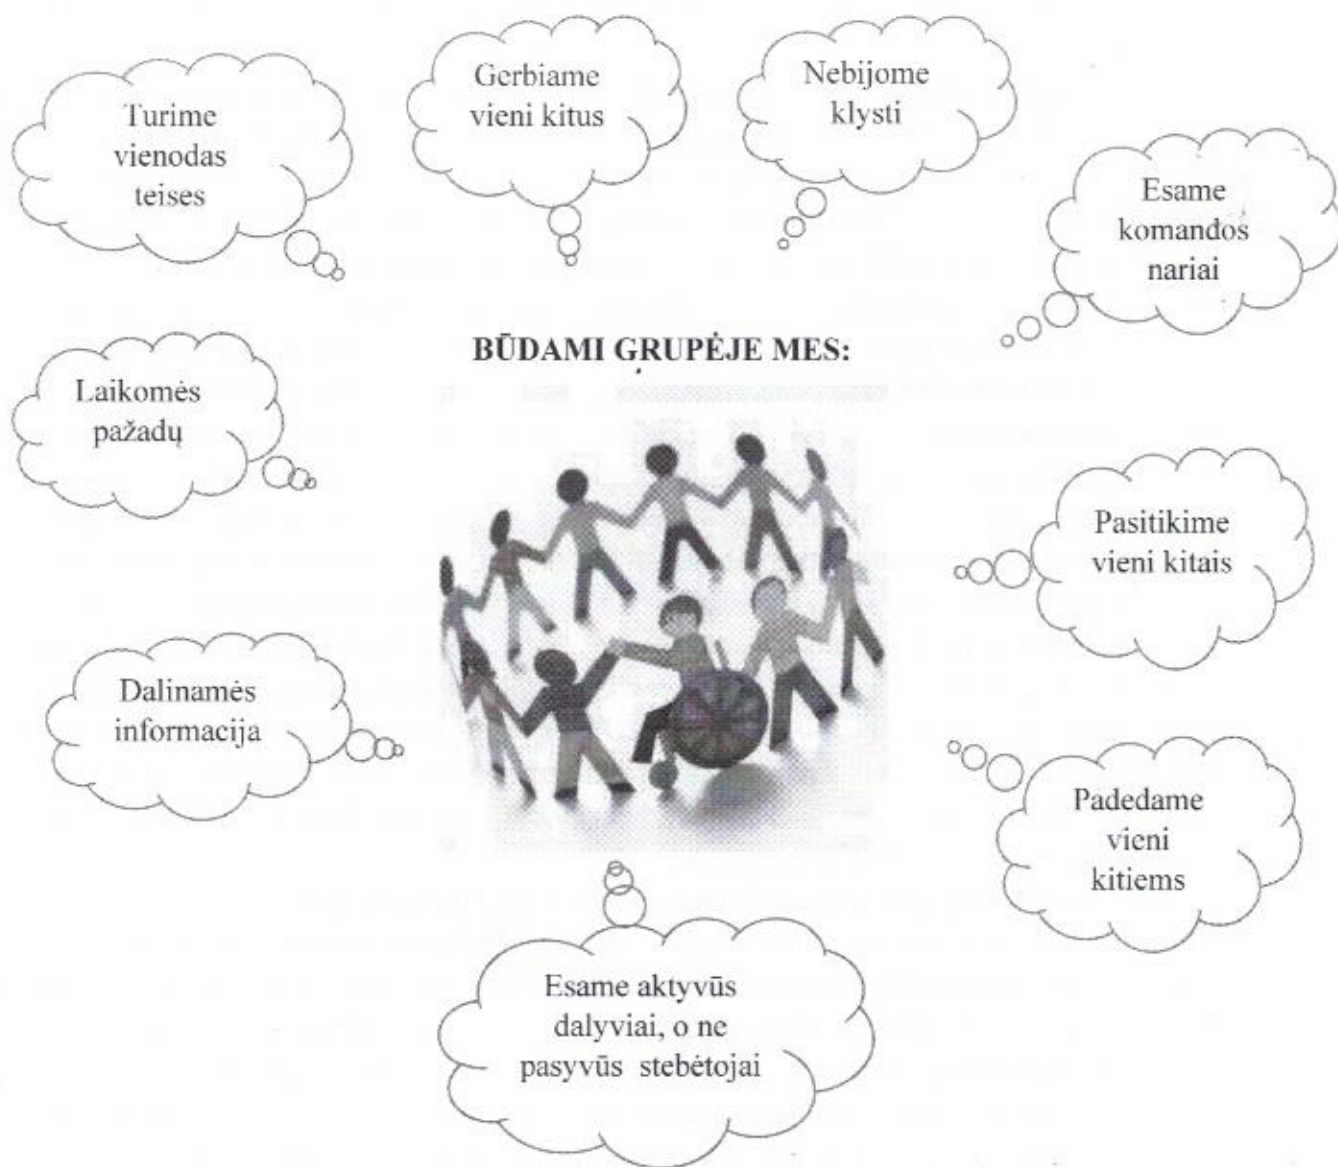 Turime
vienodas
teises
Gerbiame
vieni kitus
Nebijome
klysti
Esame
komandos
nariai
BŪDAMI GRUPĖJE MES:
Laikomės
pažadų
Pasitikime
vieni kitais
Dalinamės
informacija
Padedame
vieni
kitiems
Esame aktyvūs
dalyviai, o ne
pasyvūs stebėtojai